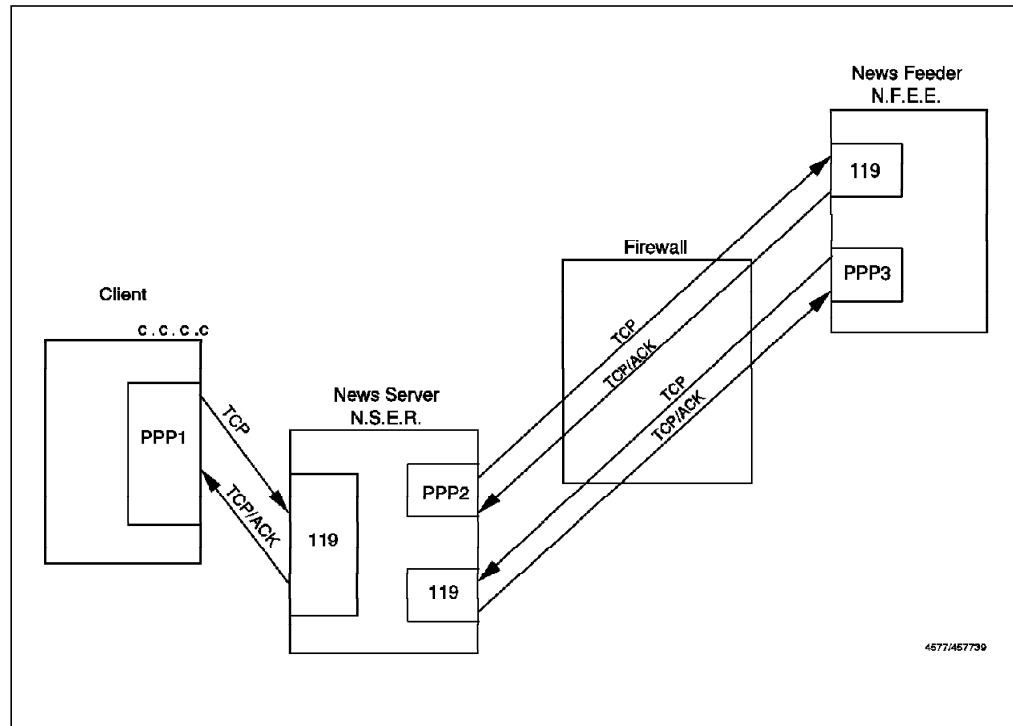 News Feeder
N.F.E.E.
119
Firewall
PPP3
Client
c . c . c .c
TCP
TCP/ACK
TCP
TCP/ACK
News Server
N.S.E.R.
PPP1
TCP
PPP2
TCP/ACK
119
119
4577/457739